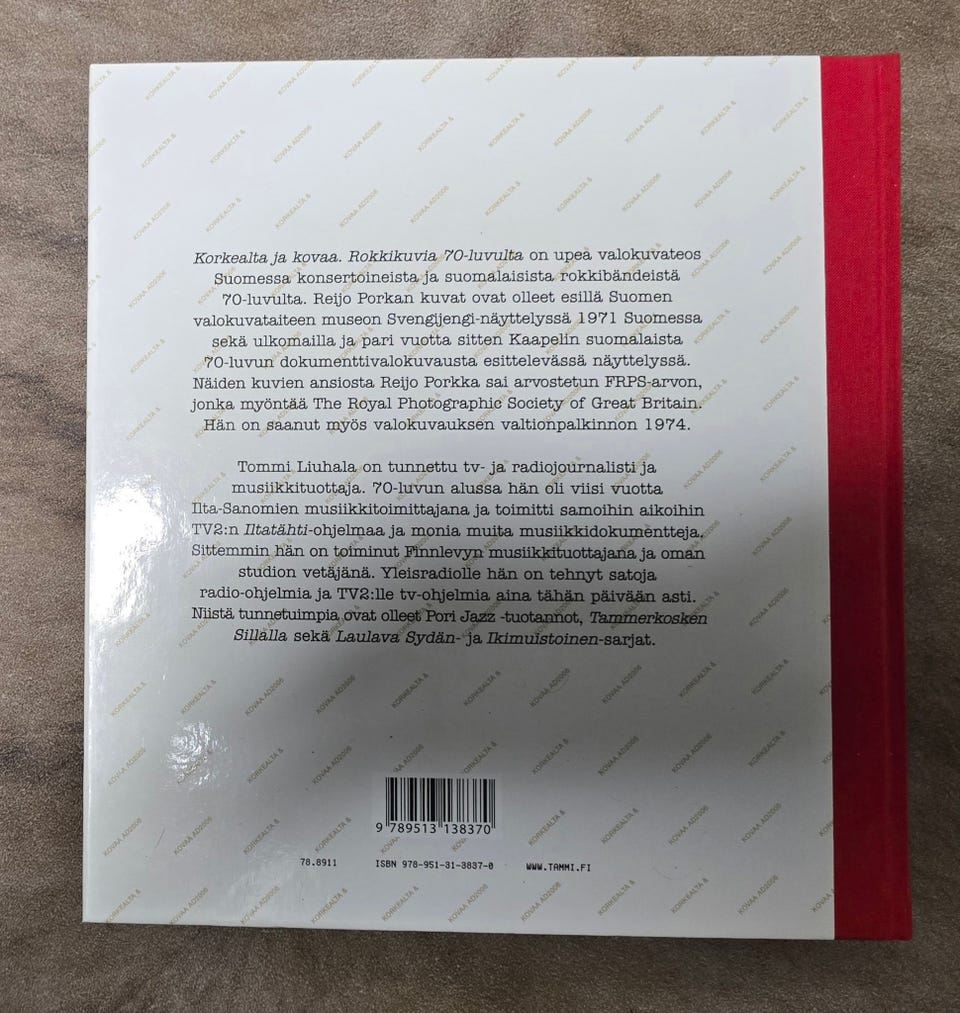 Korkealta ja kovaa. Rokkikuvia 70-luvulta on upea valokuvateos
Suomessa konsertoineista ja suomalaisista rokkibändeistä
70-luvulta. Reijo Porkan kuvat ovat olleet esillä Suomen
valokuvataiteen museon Svengijengi-näyttelyssä 1971 Suomessa
sekä ulkomailla ja pari vuotta sitten Kaapelin suomalaista
70-luvun dokumenttivalokuvausta esittelevässä näyttelyssä.
Näiden kuvien ansiosta Reijo Porkka sai arvostetun FRPS-arvon,
jonka myöntää The Royal Photographic Society of Great Britain.
Hän on saanut myös valokuvauksen valtionpalkinnon 1974.
Tommi Liuhala on tunnettu tv- ja radiojournalisti ja
musiikkituottaja. 70-luvun alussa hän oli viisi vuotta
Ilta-Sanomien musiikkitoimittajana ja toimitti samoihin aikoihin
TV2:n Iltatähti-ohjelmaa ja monia muita musiikkidokumentteja.
Sittemmin hän on toiminut Finnlevyn musiikkituottajana ja oman
studion vetäjänä. Yleisradiolle hän on tehnyt satoja
radio-ohjelmia ja TV2:lle tv-ohjelmia aina tähän päivään asti.
Niistä tunnetuimpia ovat olleet Pori Jazz -tuotannot, Tammerkosken
Sillalla sekä Laulava Sydän- ja Ikimuistoinen-sarjat.
9 789513 138370
78.8911 ISBN 978-951-31-3837-0 WWW.TAMMI.FI
KORKEALTA &
KOVAA AD2006